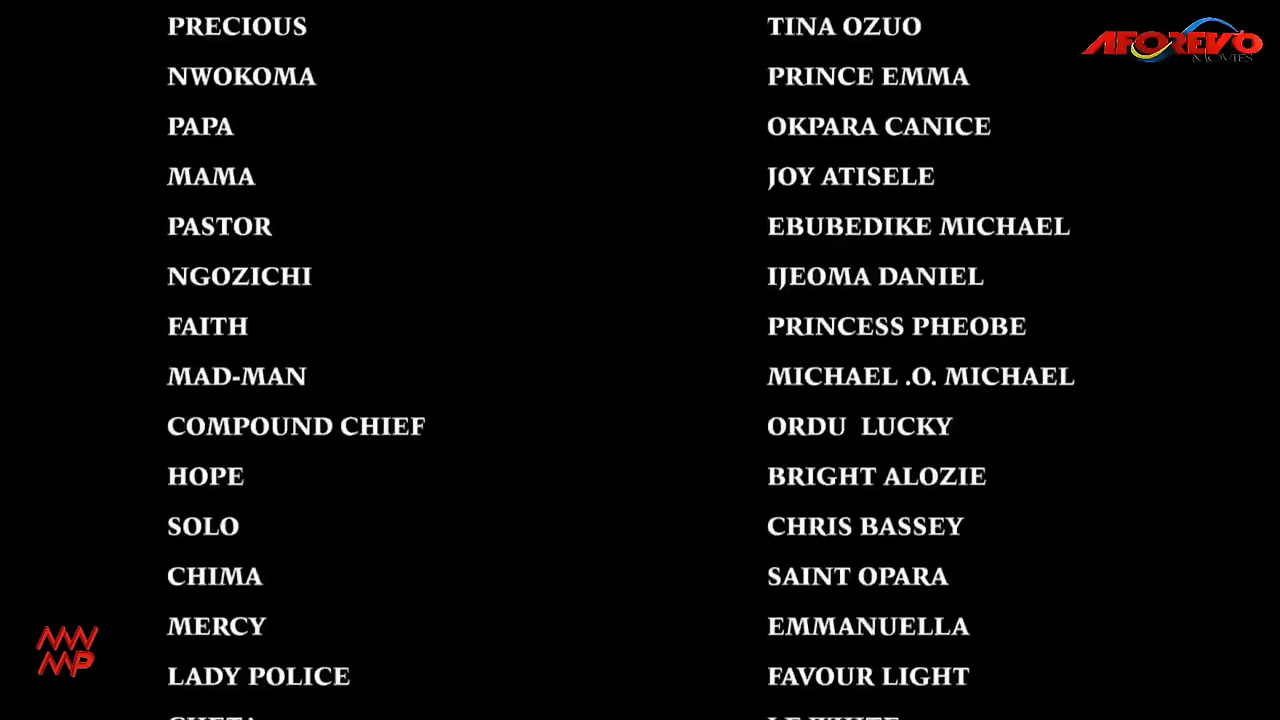 PRECIOUS TINA OZUO
NWOKOMA PRINCE EMMA
PAPA OKPARA CANICE
MAMA JOY ATISELE
PASTOR EBUBEDIKE MICHAEL
NGOZICHI IJEOMA DANIEL
FAITH PRINCESS PHEOBE
MAD-MAN MICHAEL .O. MICHAEL
COMPOUND CHIEF ORDU  LUCKY
HOPE BRIGHT ALOZIE
SOLO CHRIS BASSEY
CHIMA SAINT OPARA
MERCY EMMANUELLA
LADY POLICE FAVOUR LIGHT
AFOREVO
MOVIES